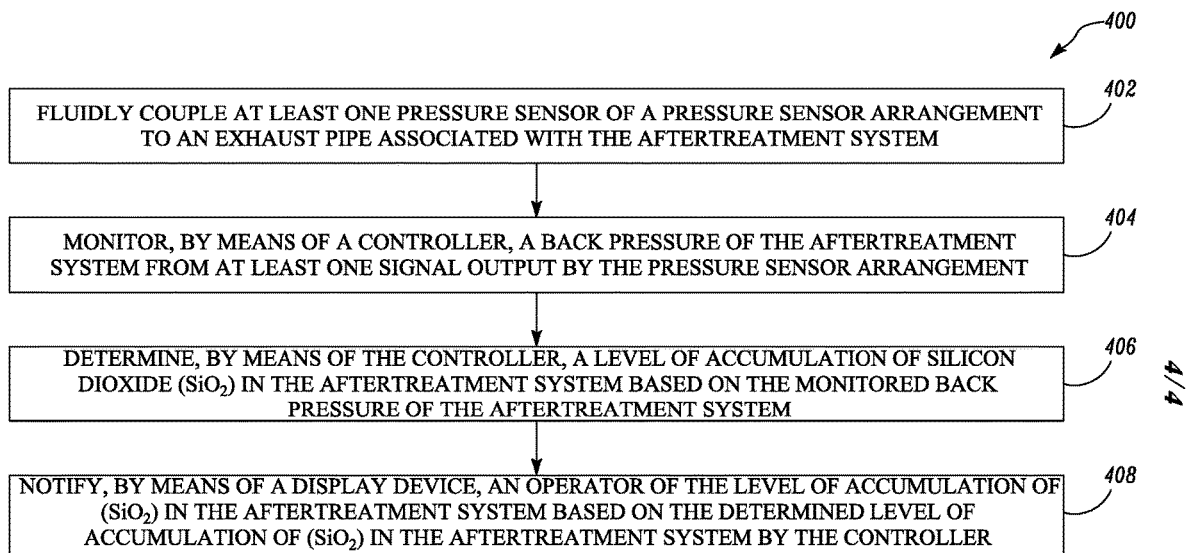 400
402
FLUIDLY COUPLE AT LEAST ONE PRESSURE SENSOR OF A PRESSURE SENSOR ARRANGEMENT
TO AN EXHAUST PIPE ASSOCIATED WITH THE AFTERTREATMENT SYSTEM
404
MONITOR, BY MEANS OF A CONTROLLER, A BACK PRESSURE OF THE AFTERTREATMENT
SYSTEM FROM AT LEAST ONE SIGNAL OUTPUT BY THE PRESSURE SENSOR ARRANGEMENT
406
DETERMINE, BY MEANS OF THE CONTROLLER, A LEVEL OF ACCUMULATION OF SILICON
DIOXIDE (SiO₂) IN THE AFTERTREATMENT SYSTEM BASED ON THE MONITORED BACK
PRESSURE OF THE AFTERTREATMENT SYSTEM
4/4
408
NOTIFY, BY MEANS OF A DISPLAY DEVICE, AN OPERATOR OF THE LEVEL OF ACCUMULATION OF
(SiO₂) IN THE AFTERTREATMENT SYSTEM BASED ON THE DETERMINED LEVEL OF
ACCUMULATION OF (SiO₂) IN THE AFTERTREATMENT SYSTEM BY THE CONTROLLER